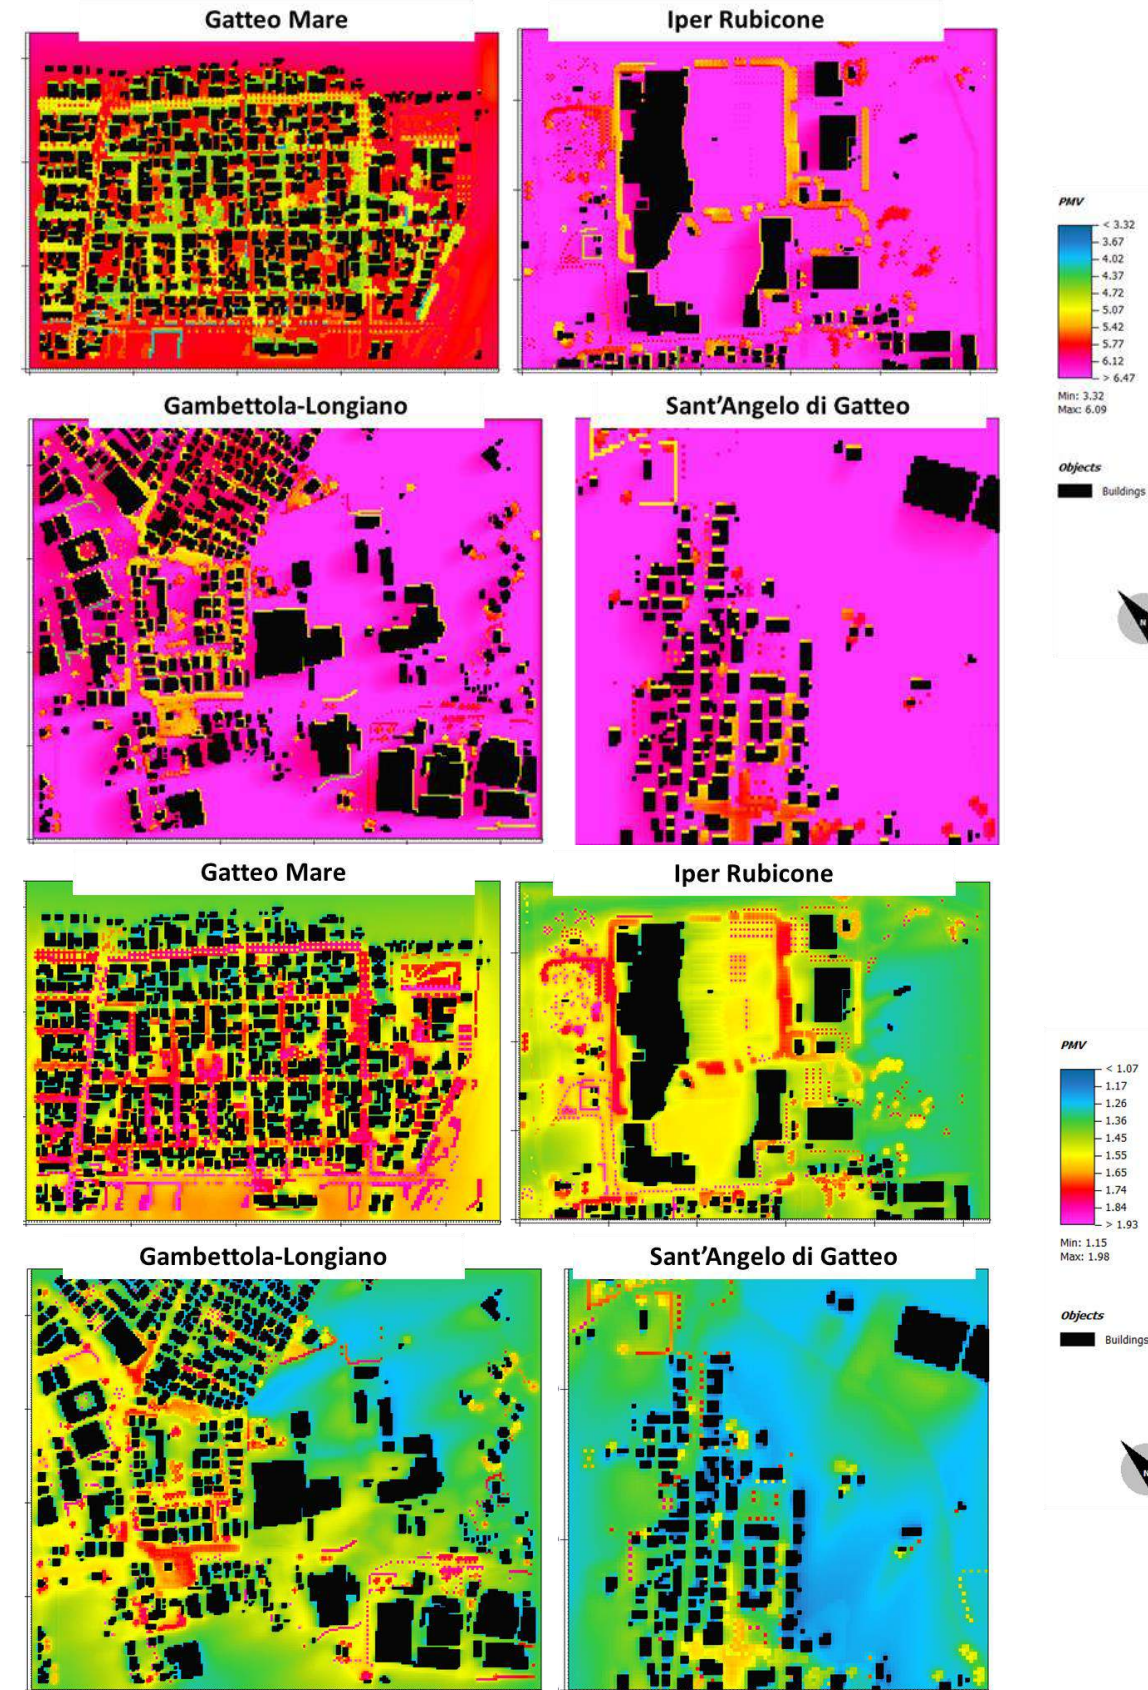 Gatteo Mare
Iper Rubicone
PMV
< 3.32
3.67
4.02
4.37
4.72
5.07
5.42
5.77
6.12
> 6.47
Min: 3.32
Max: 6.09
Objects
Buildings
N
Gambettola-Longiano
Sant'Angelo di Gatteo
Gatteo Mare
Iper Rubicone
PMV
< 1.07
1.17
1.26
1.36
1.45
1.55
1.65
1.74
1.84
> 1.93
Min: 1.15
Max: 1.98
Objects
Buildings
N
Gambettola-Longiano
Sant'Angelo di Gatteo